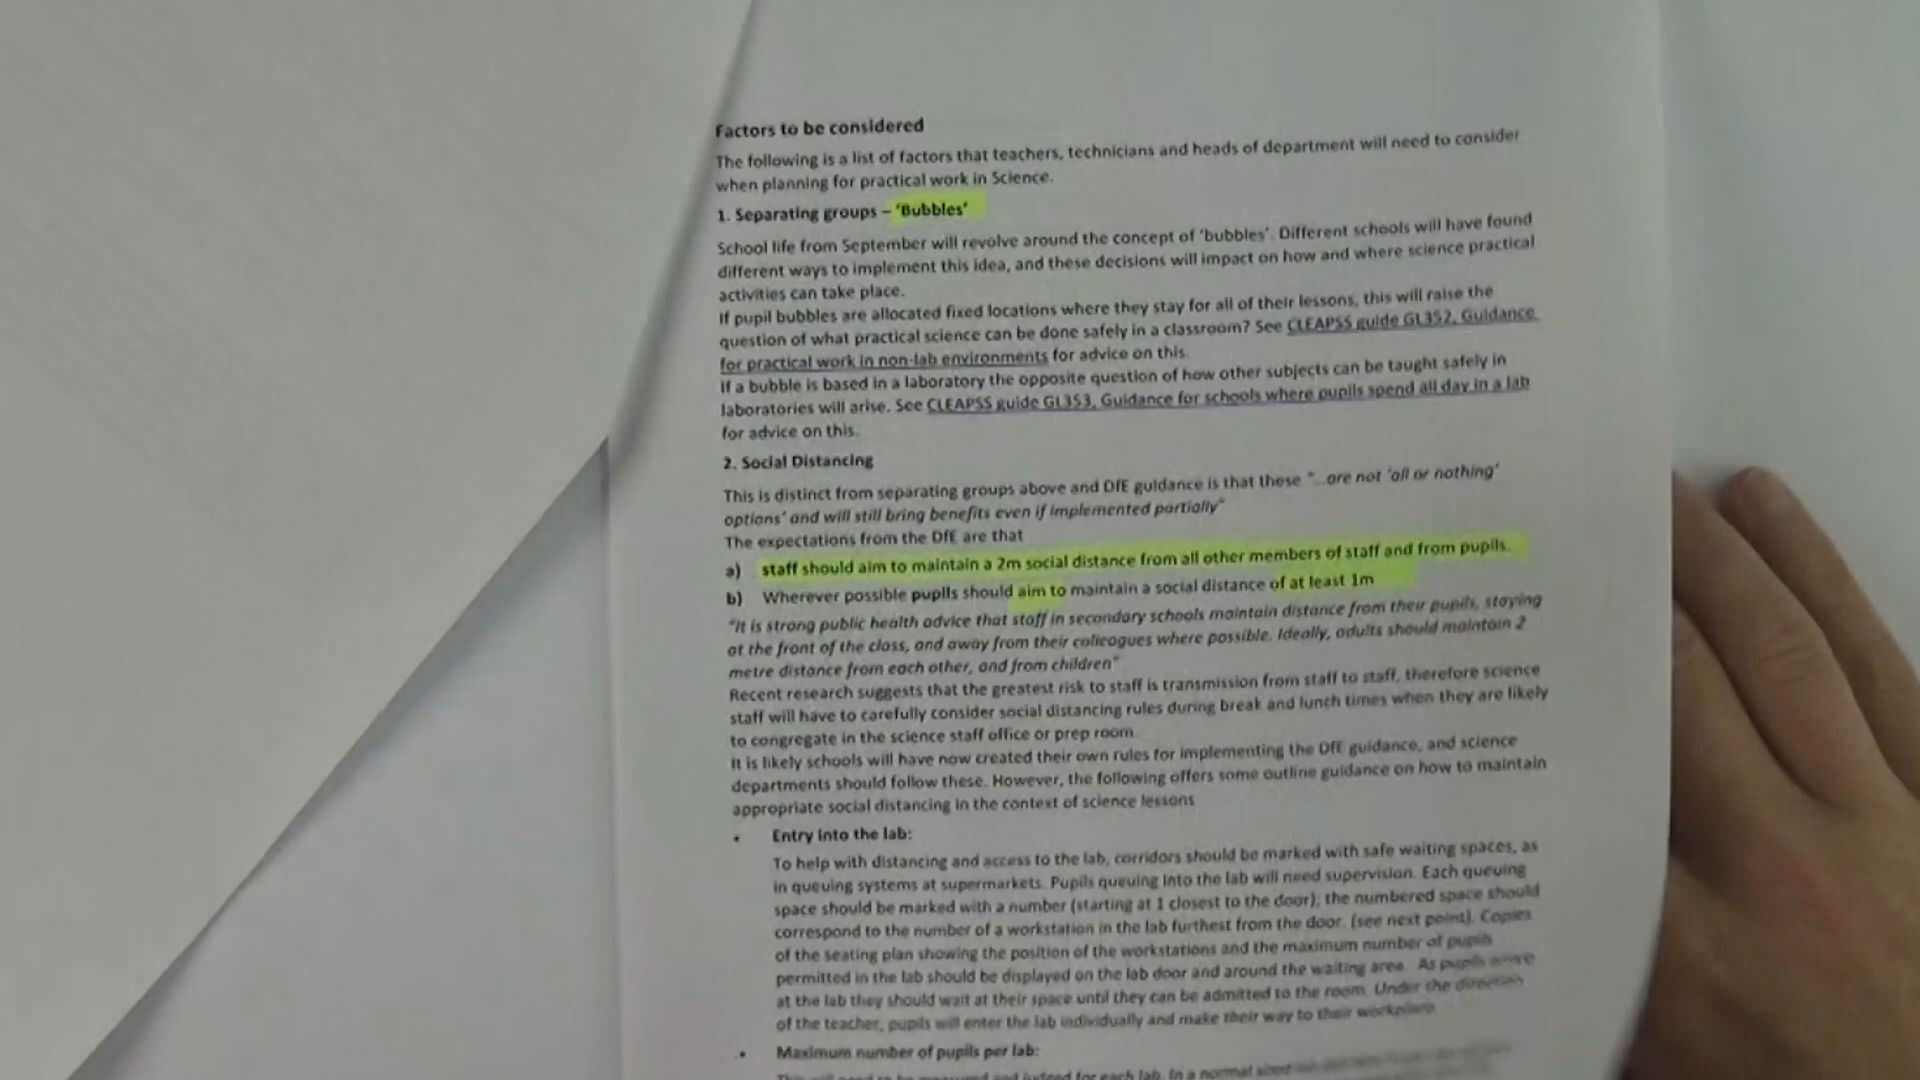 Factors to be considered
The following is a list of factors that teachers, technicians and heads of department will need to consider
when planning for practical work in Science.
1. Separating groups – 'Bubbles'
School life from September will revolve around the concept of 'bubbles'. Different schools will have found
different ways to implement this idea, and these decisions will impact on how and where science practical
activities can take place.
If pupil bubbles are allocated fixed locations where they stay for all of their lessons, this will raise the
question of what practical science can be done safely in a classroom? See CLEAPSS guide GL352, Guidance
for practical work in non-lab environments for advice on this.
If a bubble is based in a laboratory the opposite question of how other subjects can be taught safely in
laboratories will arise. See CLEAPSS guide GL353, Guidance for schools where pupils spend all day in a lab
for advice on this.
2. Social Distancing
This is distinct from separating groups above and DfE guidance is that these "...are not 'all or nothing'
options' and will still bring benefits even if implemented partially"
The expectations from the DfE are that
a) staff should aim to maintain a 2m social distance from all other members of staff and from pupils.
b) Wherever possible pupils should aim to maintain a social distance of at least 1m
"It is strong public health advice that staff in secondary schools maintain distance from their pupils, staying
at the front of the class, and away from their colleagues where possible. Ideally, adults should maintain 2
metre distance from each other, and from children"
Recent research suggests that the greatest risk to staff is transmission from staff to staff, therefore science
staff will have to carefully consider social distancing rules during break and lunch times when they are likely
to congregate in the science staff office or prep room
It is likely schools will have now created their own rules for implementing the DfE guidance, and science
departments should follow these. However, the following offers some outline guidance on how to maintain
appropriate social distancing in the context of science lessons
• Entry into the lab:
To help with distancing and access to the lab, corridors should be marked with safe waiting spaces, as
in queuing systems at supermarkets. Pupils queuing into the lab will need supervision. Each queuing
space should be marked with a number (starting at 1 closest to the door); the numbered space should
correspond to the number of a workstation in the lab furthest from the door. (see next point). Copies
of the seating plan showing the position of the workstations and the maximum number of pupils
permitted in the lab should be displayed on the lab door and around the waiting area. As pupils arrive
at the lab they should wait at their space until they can be admitted to the room. Under the direction
of the teacher, pupils will enter the lab individually and make their way to their workplace.
• Maximum number of pupils per lab:
This will need to be measured and judged for each lab. In a normal sized